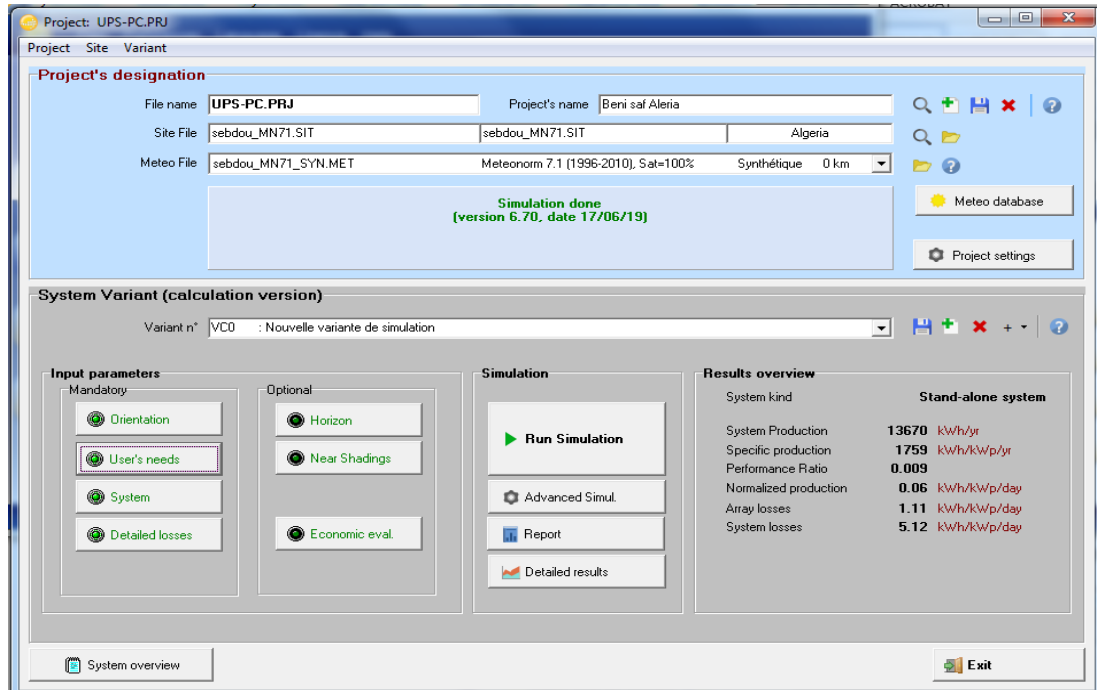 ACROBAT
Project: UPS-PC.PRJ
Project Site Variant
Project's designation
File name UPS-PC.PRJ Project's name Beni saf Aleria
Site File sebdou_MN71.SIT sebdou_MN71.SIT Algeria
Meteo File sebdou_MN71_SYN.MET Meteonorm 7.1 (1996-2010), Sat=100% Synthétique 0 km
Simulation done
(version 6.70, date 17/06/19)
Meteo database
Project settings
System Variant (calculation version)
Variant n° VC0 : Nouvelle variante de simulation
Input parameters
Mandatory
Orientation
User's needs
System
Detailed losses
Optional
Horizon
Near Shadings
Economic eval.
Simulation
Run Simulation
Advanced Simul.
Report
Detailed results
Results overview
System kind Stand-alone system
System Production 13670 kWh/yr
Specific production 1759 kWh/kWp/yr
Performance Ratio 0.009
Normalized production 0.06 kWh/kWp/day
Array losses 1.11 kWh/kWp/day
System losses 5.12 kWh/kWp/day
System overview
Exit